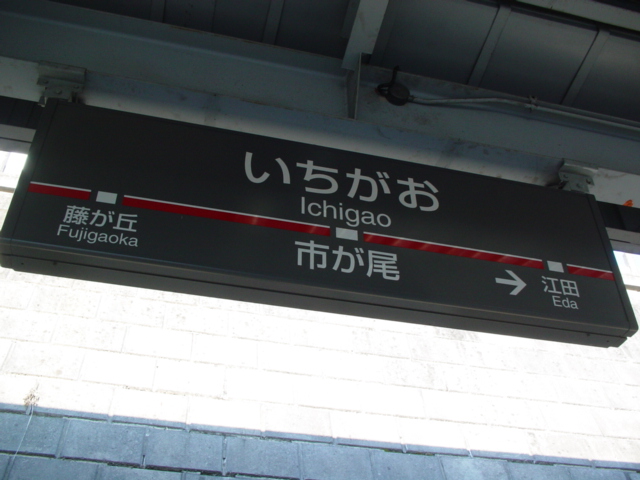 いちがお
Ichigao
藤が丘
Fujigaoka
市が尾
→ 江田
Eda